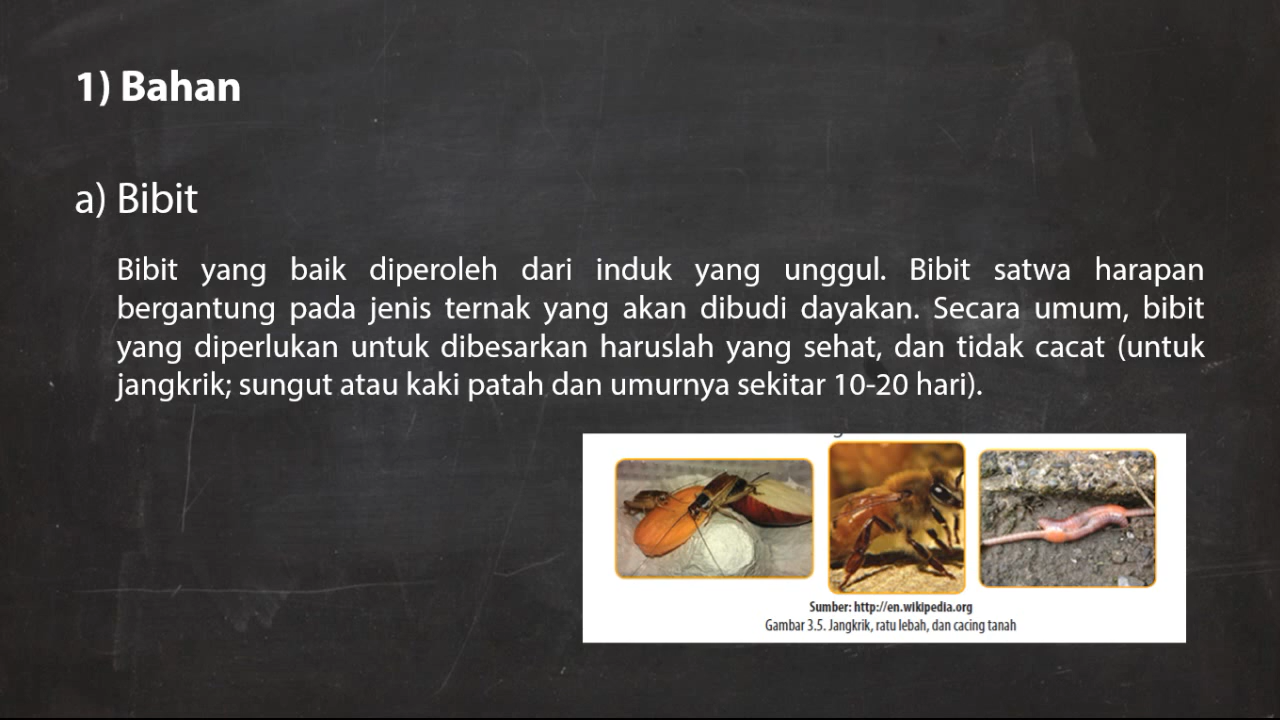 1) Bahan
a) Bibit
Bibit yang baik diperoleh dari induk yang unggul. Bibit satwa harapan
bergantung pada jenis ternak yang akan dibudi dayakan. Secara umum, bibit
yang diperlukan untuk dibesarkan haruslah yang sehat, dan tidak cacat (untuk
jangkrik; sungut atau kaki patah dan umurnya sekitar 10-20 hari).
Sumber: http://en.wikipedia.org
Gambar 3.5. Jangkrik, ratu lebah, dan cacing tanah